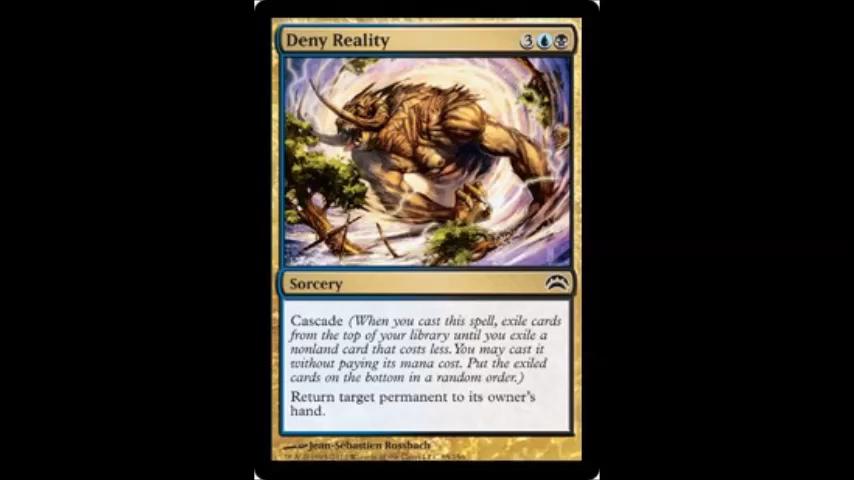 Deny Reality 3
Sorcery
Cascade (When you cast this spell, exile cards
from the top of your library until you exile a
nonland card that costs less. You may cast it
without paying its mana cost. Put the exiled
cards on the bottom in a random order.)
Return target permanent to its owner's
hand.
Jean-Sébastien Rossbach